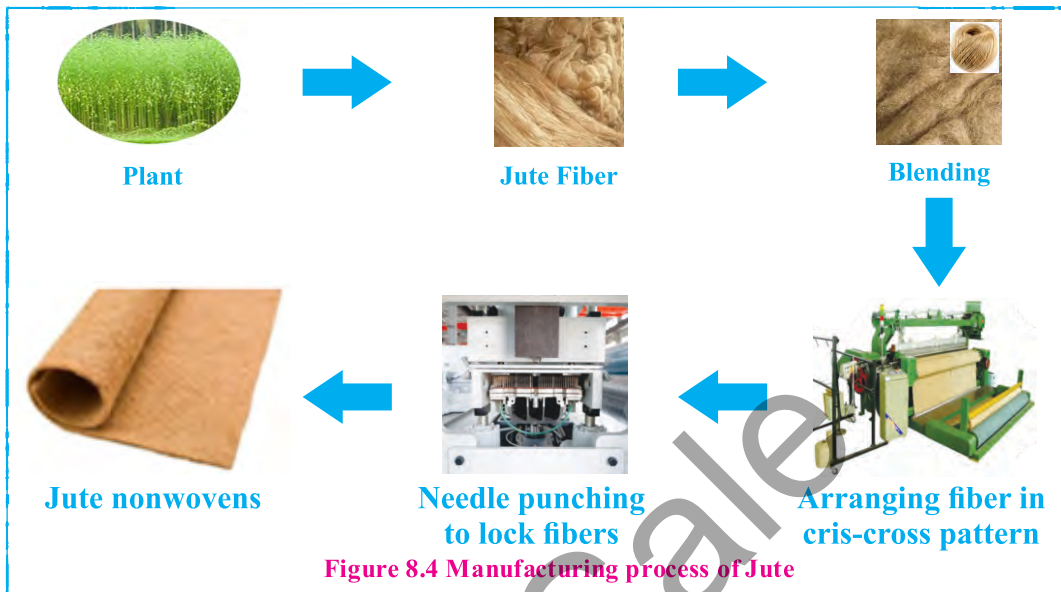 Plant
Jute Fiber
Blending
Jute nonwovens
Needle punching
to lock fibers
Arranging fiber in
cris-cross pattern
Figure 8.4 Manufacturing process of Jute